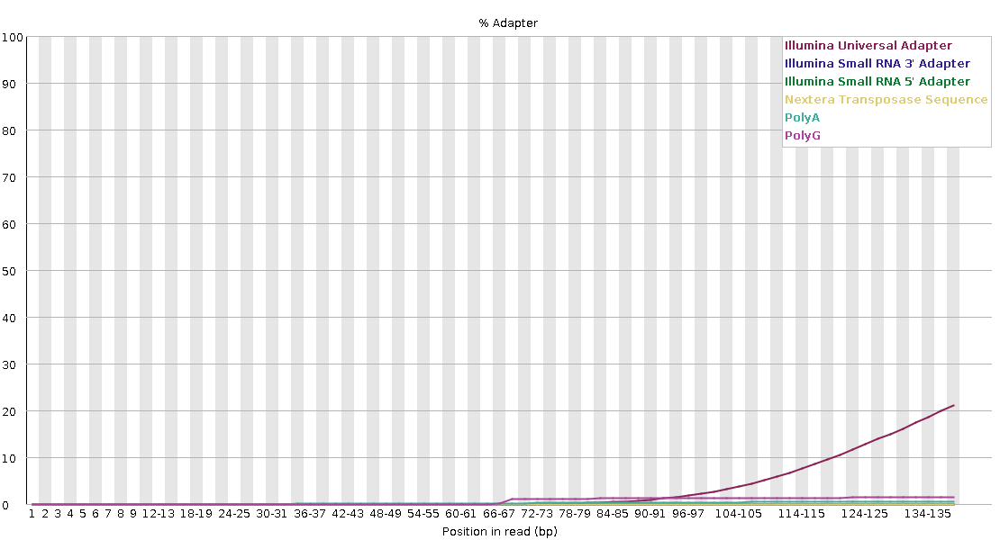 % Adapter
100
90
80
70
60
50
40
30
20
10
0
Illumina Universal Adapter
Illumina Small RNA 3' Adapter
Illumina Small RNA 5' Adapter
Nextera Transposase Sequence
PolyA
PolyG
1 2 3 4 5 6 7 8 9 12-13 18-19 24-25 30-31 36-37 42-43 48-49 54-55 60-61 66-67 72-73 78-79 84-85 90-91 96-97 104-105 114-115 124-125 134-135
Position in read (bp)